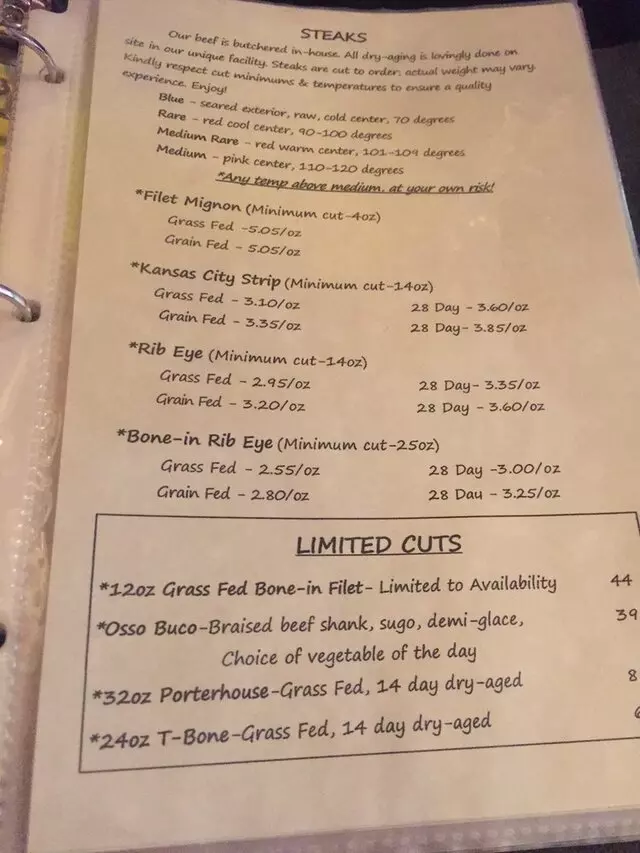 STEAKS
Our beef is butchered in-house. All dry-aging is lovingly done on
site in our unique facility. Steaks are cut to order; actual weight may vary.
Kindly respect cut minimums & temperatures to ensure a quality
experience. Enjoy!
Blue - seared exterior, raw, cold center, 70 degrees
Rare - red cool center, 90-100 degrees
Medium Rare - red warm center, 101-109 degrees
Medium - pink center, 110-120 degrees
*Any temp above medium, at your own risk!
*Filet Mignon (Minimum cut-4oz)
Grass Fed -5.05/oz
Grain Fed - 5.05/oz
*Kansas City Strip (Minimum cut-14oz)
Grass Fed - 3.10/oz 28 Day - 3.60/oz
Grain Fed - 3.35/oz 28 Day- 3.85/oz
*Rib Eye (Minimum cut-14oz)
Grass Fed - 2.95/oz 28 Day- 3.35/oz
Grain Fed - 3.20/oz 28 Day - 3.60/oz
*Bone-in Rib Eye (Minimum cut-25oz)
Grass Fed - 2.55/oz 28 Day -3.00/oz
Grain Fed - 2.80/oz 28 Day - 3.25/oz
LIMITED CUTS
*12oz Grass Fed Bone-in Filet- Limited to Availability 44
*Osso Buco-Braised beef shank, sugo, demi-glace, 39
Choice of vegetable of the day
*32oz Porterhouse-Grass Fed, 14 day dry-aged 8
*24oz T-Bone-Grass Fed, 14 day dry-aged